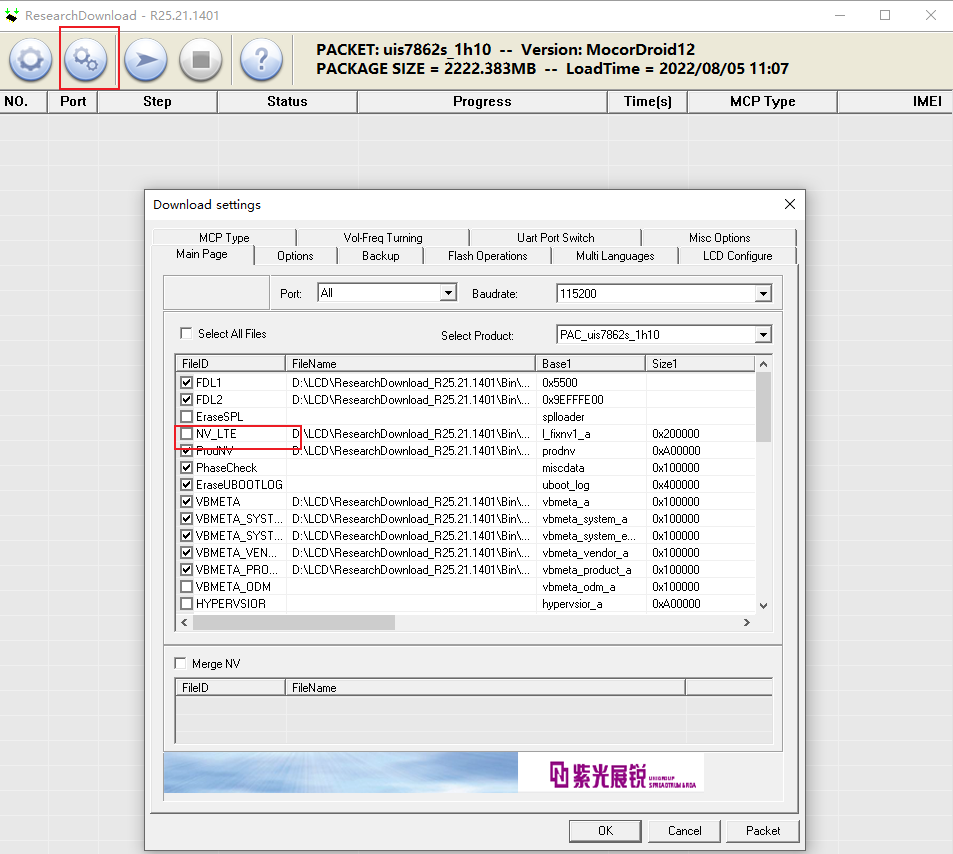 ResearchDownload - R25.21.1401
PACKET: uis7862s_1h10 -- Version: MocorDroid12
PACKAGE SIZE = 2222.383MB -- LoadTime = 2022/08/05 11:07
NO. Port Step Status Progress Time(s) MCP Type IMEI
Download settings
MCP Type Vol-Freq Turning Uart Port Switch Misc Options
Main Page Options Backup Flash Operations Multi Languages LCD Configure
Port: All Baudrate: 115200
Select All Files Select Product: PAC_uis7862s_1h10
FileID FileName Base1 Size1
FDL1 D:\LCD\ResearchDownload_R25.21.1401\Bin\... 0x5500
FDL2 D:\LCD\ResearchDownload_R25.21.1401\Bin\... 0x9EFFFE00
EraseSPL splloader
NV_LTE D:\LCD\ResearchDownload_R25.21.1401\Bin\... l_fixnv1_a 0x200000
ProdNV D:\LCD\ResearchDownload_R25.21.1401\Bin\... prodnv 0xA00000
PhaseCheck miscdata 0x100000
EraseUBOOTLOG uboot_log 0x400000
VBMETA D:\LCD\ResearchDownload_R25.21.1401\Bin\... vbmeta_a 0x100000
VBMETA_SYST... D:\LCD\ResearchDownload_R25.21.1401\Bin\... vbmeta_system_a 0x100000
VBMETA_SYST... D:\LCD\ResearchDownload_R25.21.1401\Bin\... vbmeta_system_e... 0x100000
VBMETA_VEN... D:\LCD\ResearchDownload_R25.21.1401\Bin\... vbmeta_vendor_a 0x100000
VBMETA_PRO... D:\LCD\ResearchDownload_R25.21.1401\Bin\... vbmeta_product_a 0x100000
VBMETA_ODM vbmeta_odm_a 0x100000
HYPERVSIOR hypervsior_a 0xA00000
Merge NV
FileID FileName
紫光展锐 UNIGROUP SPREADTRUM&RDA
OK Cancel Packet